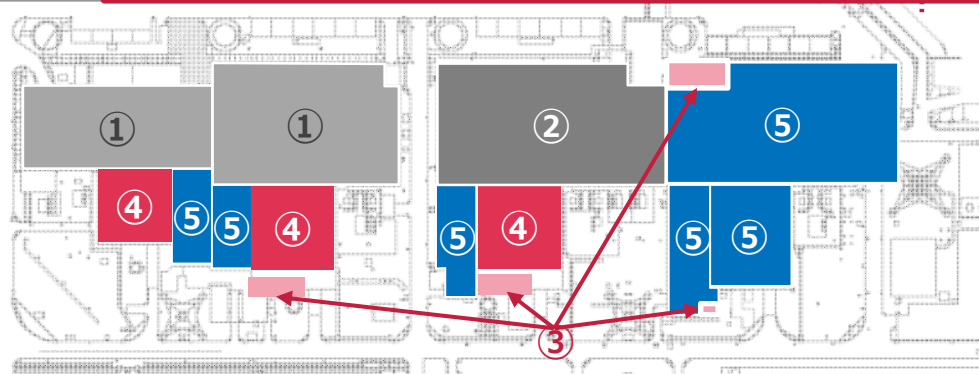 ① ① ② ⑤
④ ⑤ ⑤ ④ ⑤ ④ ⑤ ⑤
③